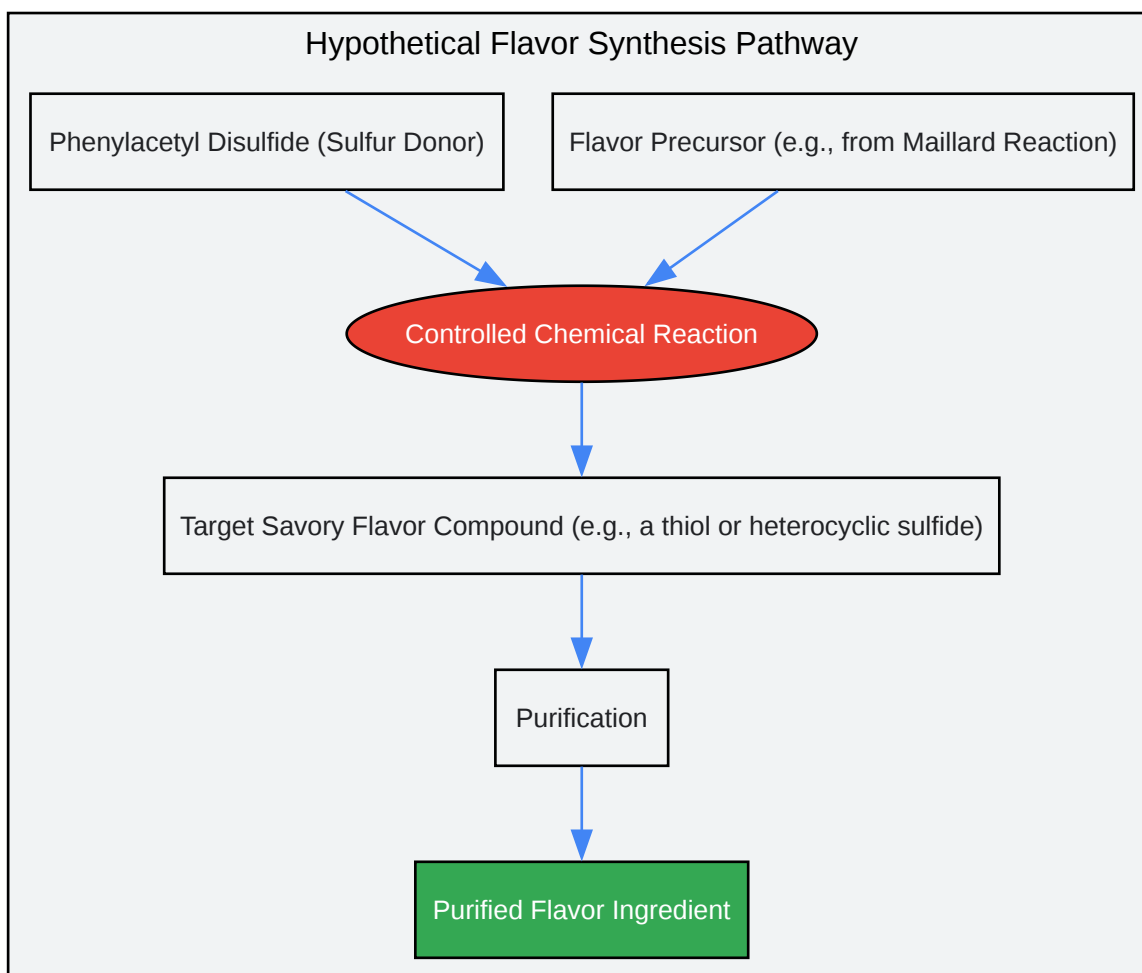 Hypothetical Flavor Synthesis Pathway
Phenylacetyl Disulfide (Sulfur Donor)
Flavor Precursor (e.g., from Maillard Reaction)
Controlled Chemical Reaction
Target Savory Flavor Compound (e.g., a thiol or heterocyclic sulfide)
Purification
Purified Flavor Ingredient